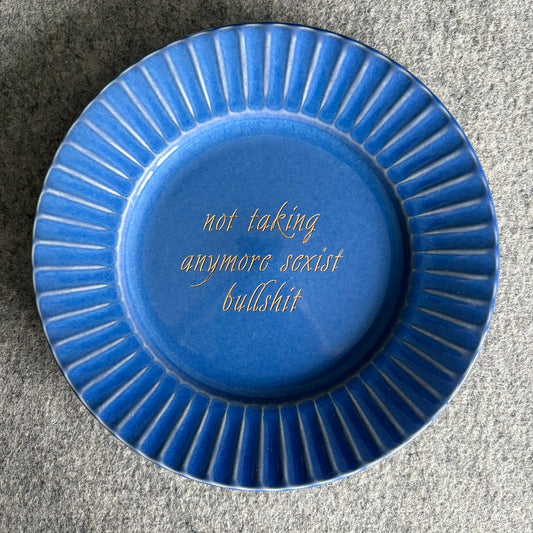 not taking
anymore sexist
bullshit